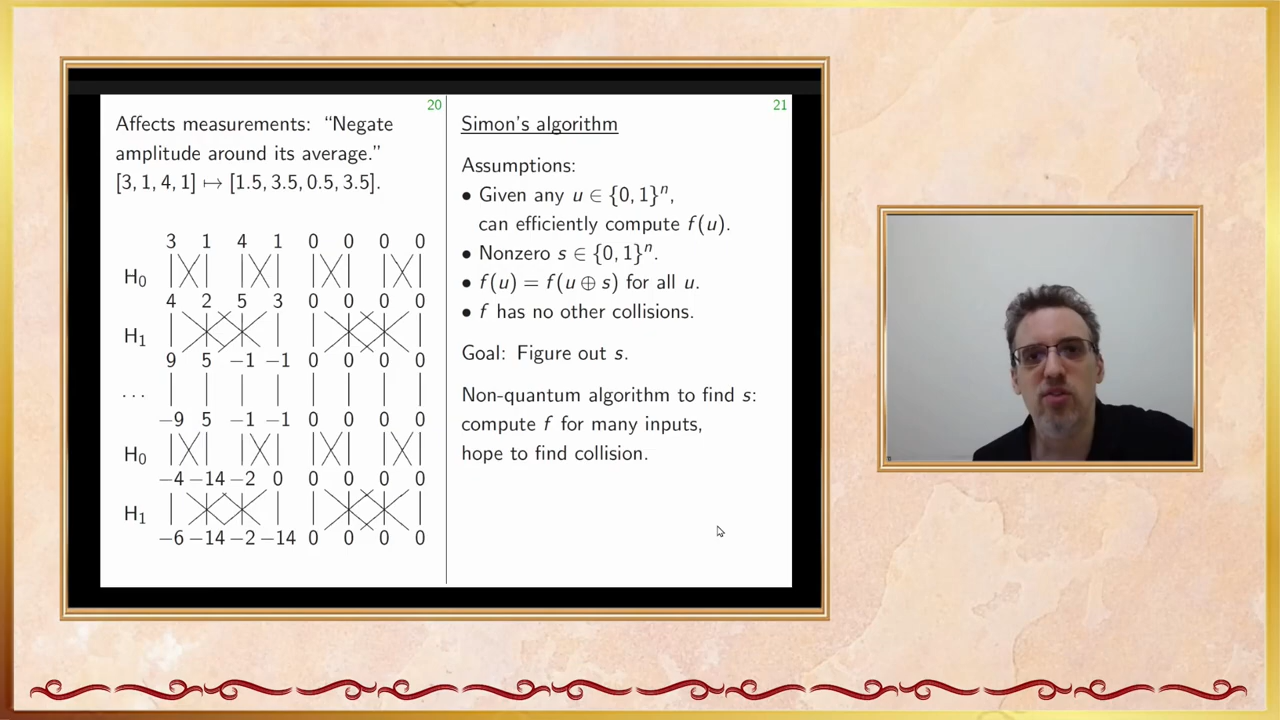 20
Affects measurements: “Negate
amplitude around its average.”
[3, 1, 4, 1] ↦ [1.5, 3.5, 0.5, 3.5].
3 1 4 1 0 0 0 0
H₀
4 2 5 3 0 0 0 0
H₁
9 5 −1 −1 0 0 0 0
...
−9 5 −1 −1 0 0 0 0
H₀
−4 −14 −2 0 0 0 0 0
H₁
−6 −14 −2 −14 0 0 0 0
21
Simon's algorithm
Assumptions:
• Given any u ∈ {0, 1}ⁿ,
can efficiently compute f(u).
• Nonzero s ∈ {0, 1}ⁿ.
• f(u) = f(u ⊕ s) for all u.
• f has no other collisions.
Goal: Figure out s.
Non-quantum algorithm to find s:
compute f for many inputs,
hope to find collision.